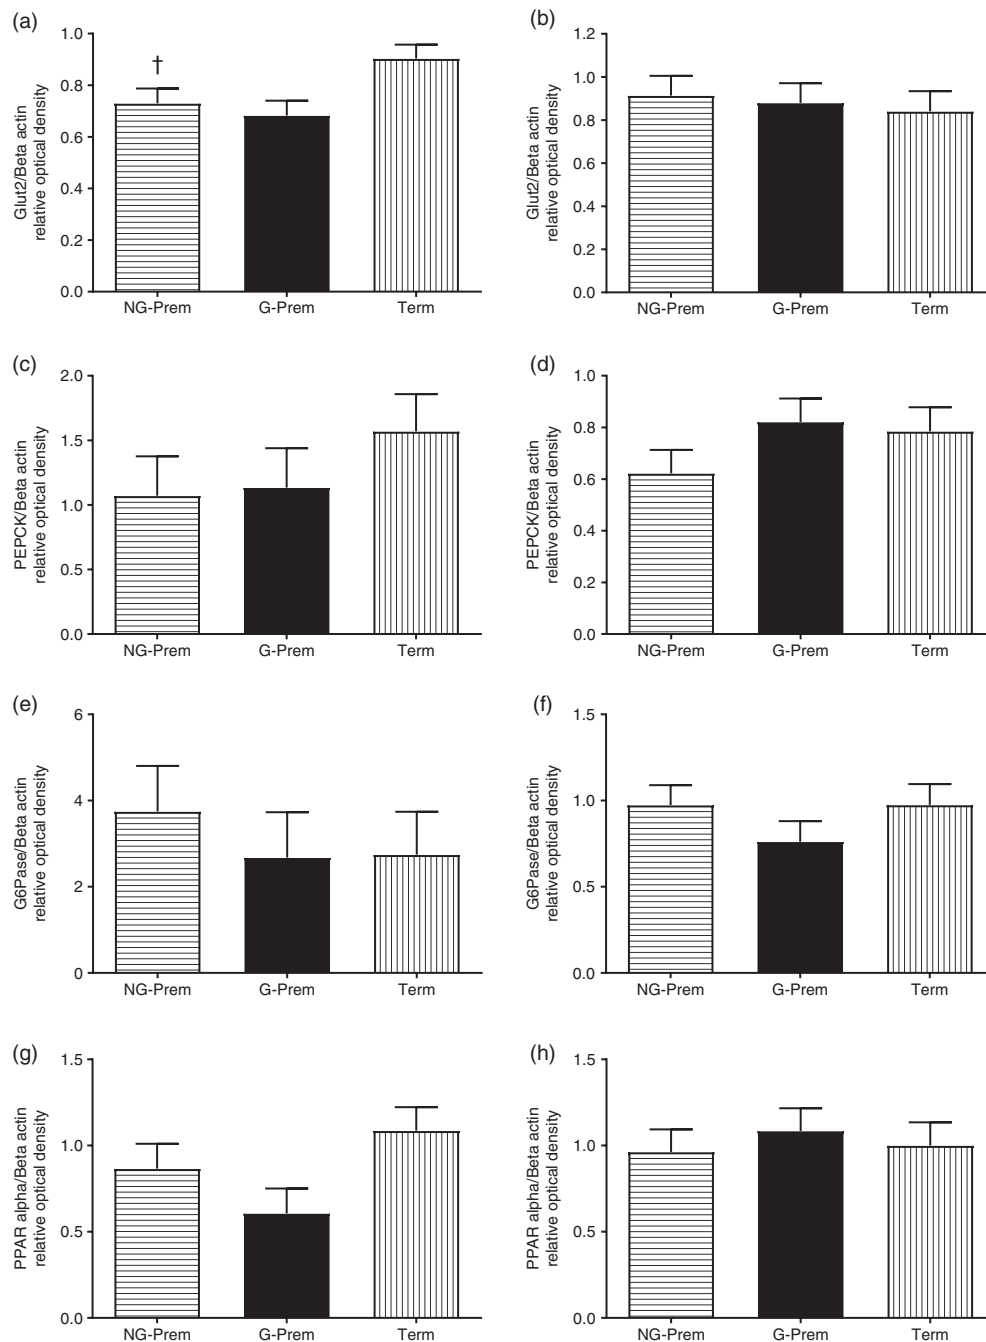 (a)
1.0
0.8
0.6
0.4
0.2
0.0
Glut2/Beta actin
relative optical density
†
NG-Prem G-Prem Term
(b)
1.2
1.0
0.8
0.6
0.4
0.2
0.0
Glut2/Beta actin
relative optical density
NG-Prem G-Prem Term
(c)
2.0
1.5
1.0
0.5
0.0
PEPCK/Beta actin
relative optical density
NG-Prem G-Prem Term
(d)
1.0
0.8
0.6
0.4
0.2
0.0
PEPCK/Beta actin
relative optical density
NG-Prem G-Prem Term
(e)
6
4
2
0
G6Pase/Beta actin
relative optical density
NG-Prem G-Prem Term
(f)
1.5
1.0
0.5
0.0
G6Pase/Beta actin
relative optical density
NG-Prem G-Prem Term
(g)
1.5
1.0
0.5
0.0
PPAR alpha/Beta actin
relative optical density
NG-Prem G-Prem Term
(h)
1.5
1.0
0.5
0.0
PPAR alpha/Beta actin
relative optical density
NG-Prem G-Prem Term